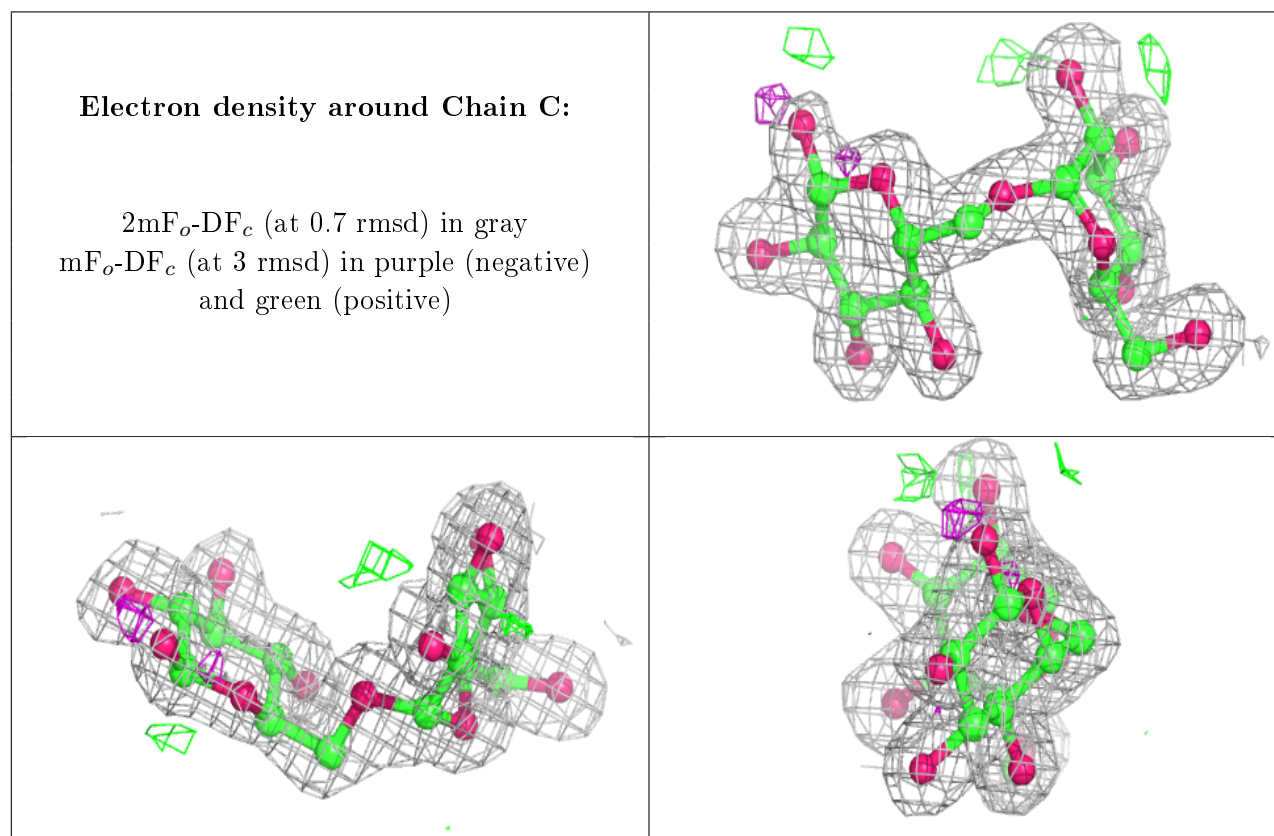 Electron density around Chain C:
2mFo-DFc (at 0.7 rmsd) in gray
mFo-DFc (at 3 rmsd) in purple (negative)
and green (positive)